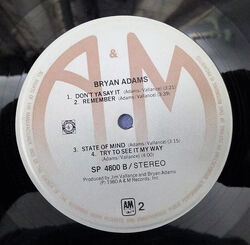 A & M
BRYAN ADAMS
1. DON'T YA SAY IT (Adams/Vallance) (3:15)
2. REMEMBER (Adams/Vallance)
3:39)
3. STATE OF MIND (Adams/Vallance) (3:15)
4. TRY TO SEE IT MY WAY
(Adams/Vallance)
(4:00)
SP 4800 B / STEREO
Produced by Jim Vallance and Bryan Adams
℗ 1980 A & M Records, Inc.
A&M
2